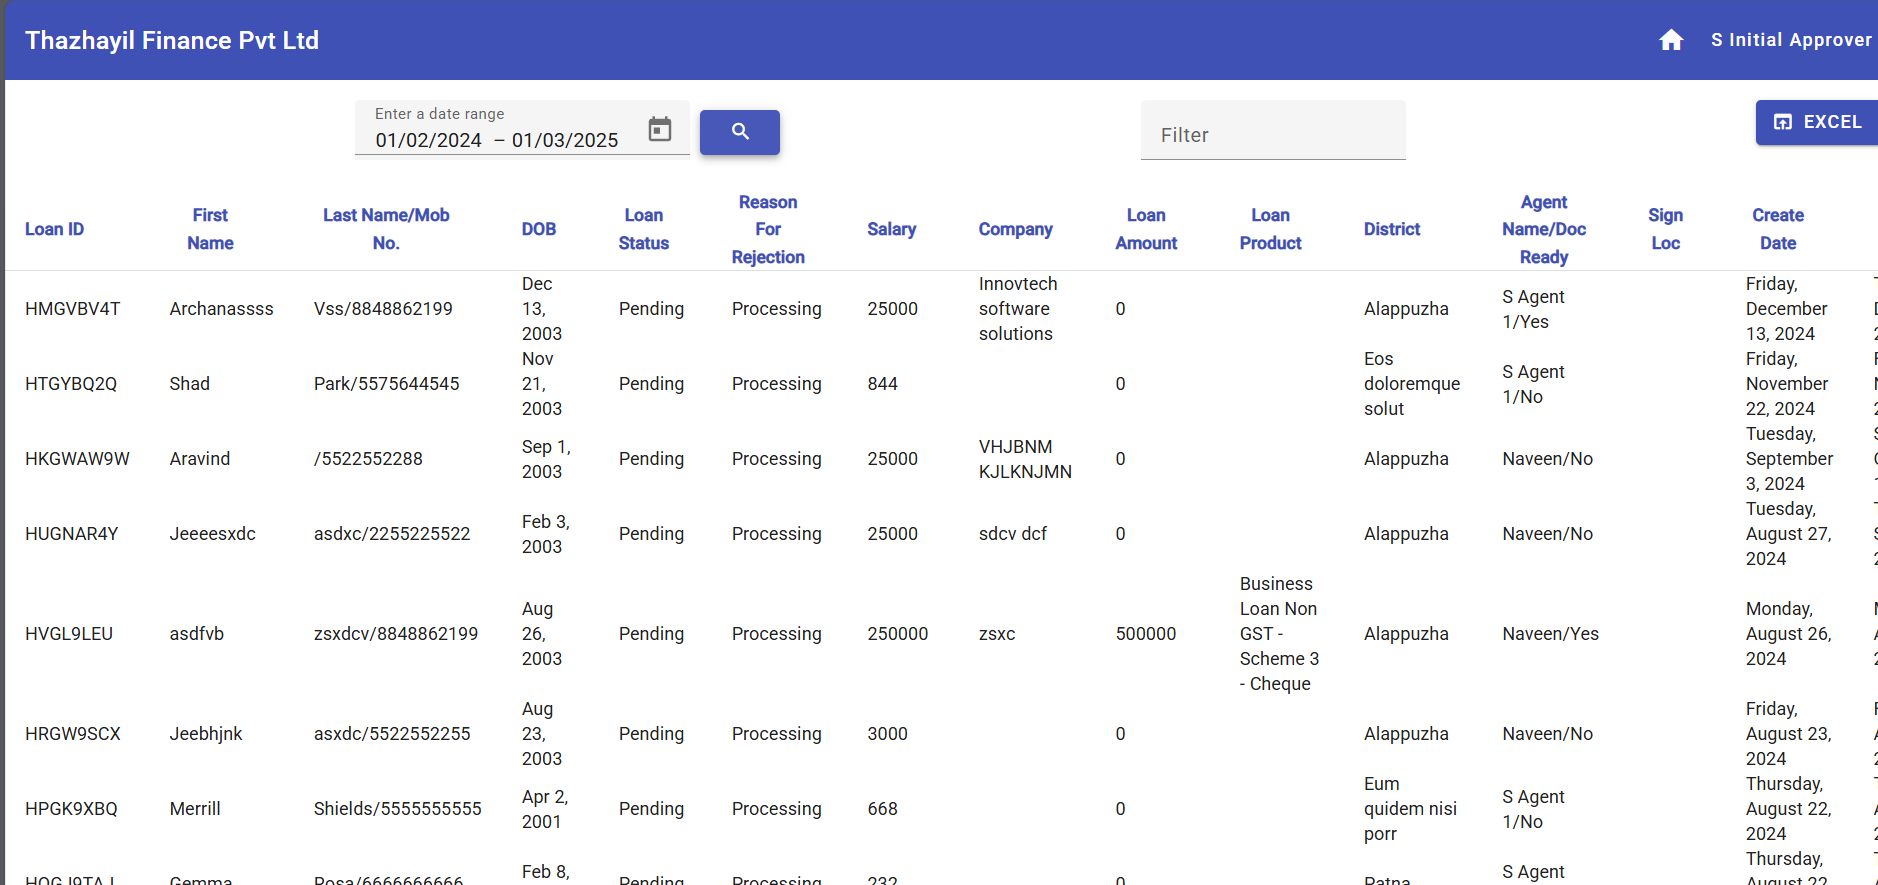 Thazhayil Finance Pvt Ltd
S Initial Approver
Enter a date range
01/02/2024 – 01/03/2025
Filter
EXCEL
Loan ID
First
Name
Last Name/Mob
No.
DOB
Loan
Status
Reason
For
Rejection
Salary
Company
Loan
Amount
Loan
Product
District
Agent
Name/Doc
Ready
Sign
Loc
Create
Date
HMGVBV4T
Archanassss
Vss/8848862199
Dec
13,
2003
Pending
Processing
25000
Innovtech
software
solutions
0
Alappuzha
S Agent
1/Yes
Friday,
December
13, 2024
HTGYBQ2Q
Shad
Park/5575644545
Nov
21,
2003
Pending
Processing
844
0
Eos
doloremque
solut
S Agent
1/No
Friday,
November
22, 2024
HKGWAW9W
Aravind
/5522552288
Sep 1,
2003
Pending
Processing
25000
VHJBNM
KJLKNJMN
0
Alappuzha
Naveen/No
Tuesday,
September
3, 2024
HUGNAR4Y
Jeeeesxdc
asdxc/2255225522
Feb 3,
2003
Pending
Processing
25000
sdcv dcf
0
Alappuzha
Naveen/No
Tuesday,
August 27,
2024
HVGL9LEU
asdfvb
zsxdcv/8848862199
Aug
26,
2003
Pending
Processing
250000
zsxc
500000
Business
Loan Non
GST -
Scheme 3
- Cheque
Alappuzha
Naveen/Yes
Monday,
August 26,
2024
HRGW9SCX
Jeebhjnk
asxdc/5522552255
Aug
23,
2003
Pending
Processing
3000
0
Alappuzha
Naveen/No
Friday,
August 23,
2024
HPGK9XBQ
Merrill
Shields/5555555555
Apr 2,
2001
Pending
Processing
668
0
Eum
quidem nisi
porr
S Agent
1/No
Thursday,
August 22,
2024
Gemma
Rosa/6666666666
Feb 8,
Pending
Processing
232
0
Patna
S Agent
Thursday,
August 22